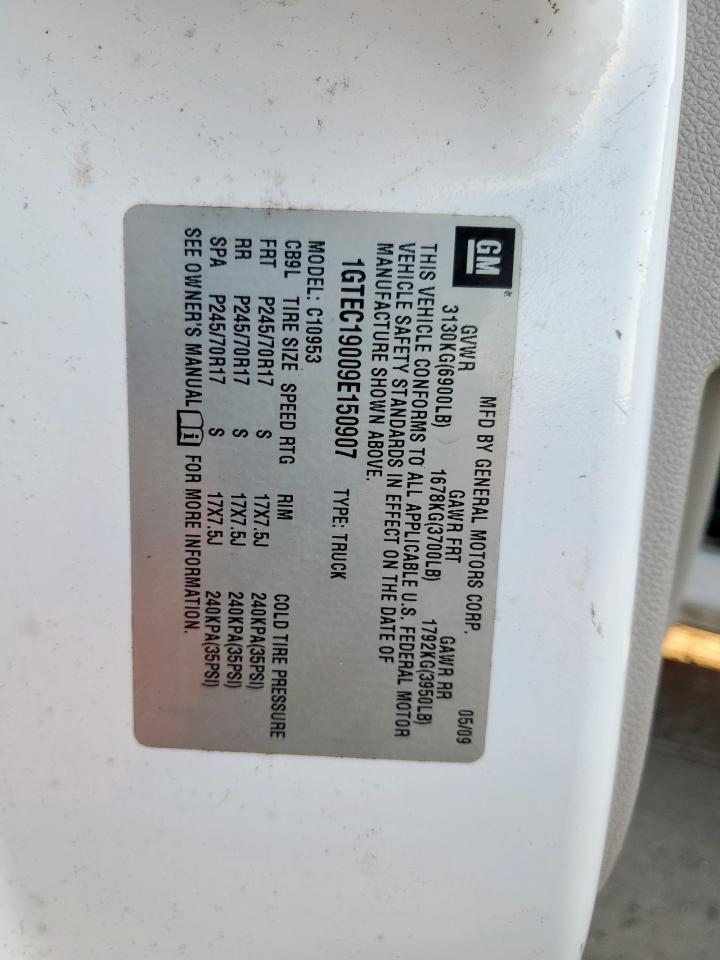 GM® MFD BY GENERAL MOTORS CORP. 05/09
GVWR GAWR FRT GAWR RR
3130KG(6900LB) 1678KG(3700LB) 1792KG(3950LB)
THIS VEHICLE CONFORMS TO ALL APPLICABLE U.S. FEDERAL MOTOR
VEHICLE SAFETY STANDARDS IN EFFECT ON THE DATE OF
MANUFACTURE SHOWN ABOVE.
1GTEC19009E150907 TYPE: TRUCK
MODEL: C10953
CB9L TIRE SIZE SPEED RTG RIM COLD TIRE PRESSURE
FRT P245/70R17 S 17X7.5J 240KPA(35PSI)
RR P245/70R17 S 17X7.5J 240KPA(35PSI)
SPA P245/70R17 S 17X7.5J 240KPA(35PSI)
SEE OWNER'S MANUAL i FOR MORE INFORMATION.